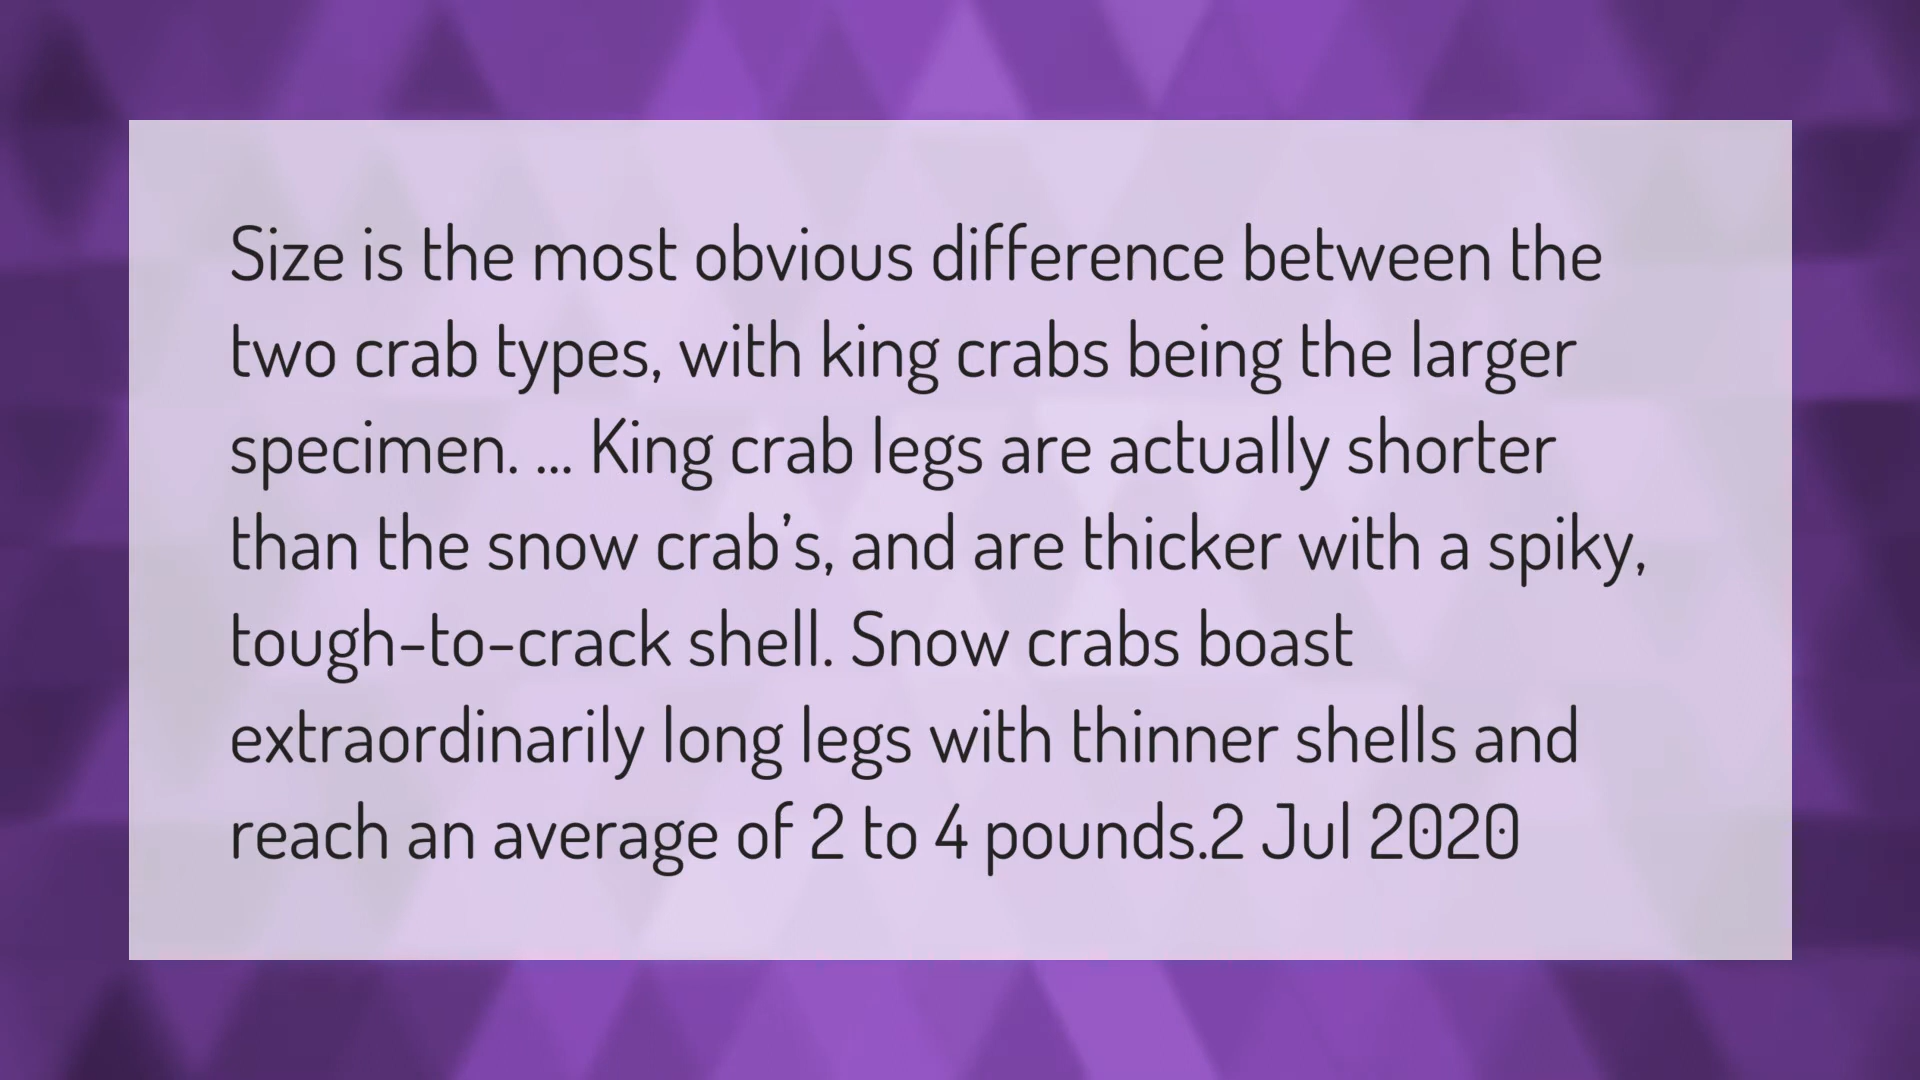 Size is the most obvious difference between the
two crab types, with king crabs being the larger
specimen. ... King crab legs are actually shorter
than the snow crab’s, and are thicker with a spiky,
tough-to-crack shell. Snow crabs boast
extraordinarily long legs with thinner shells and
reach an average of 2 to 4 pounds.2 Jul 2020